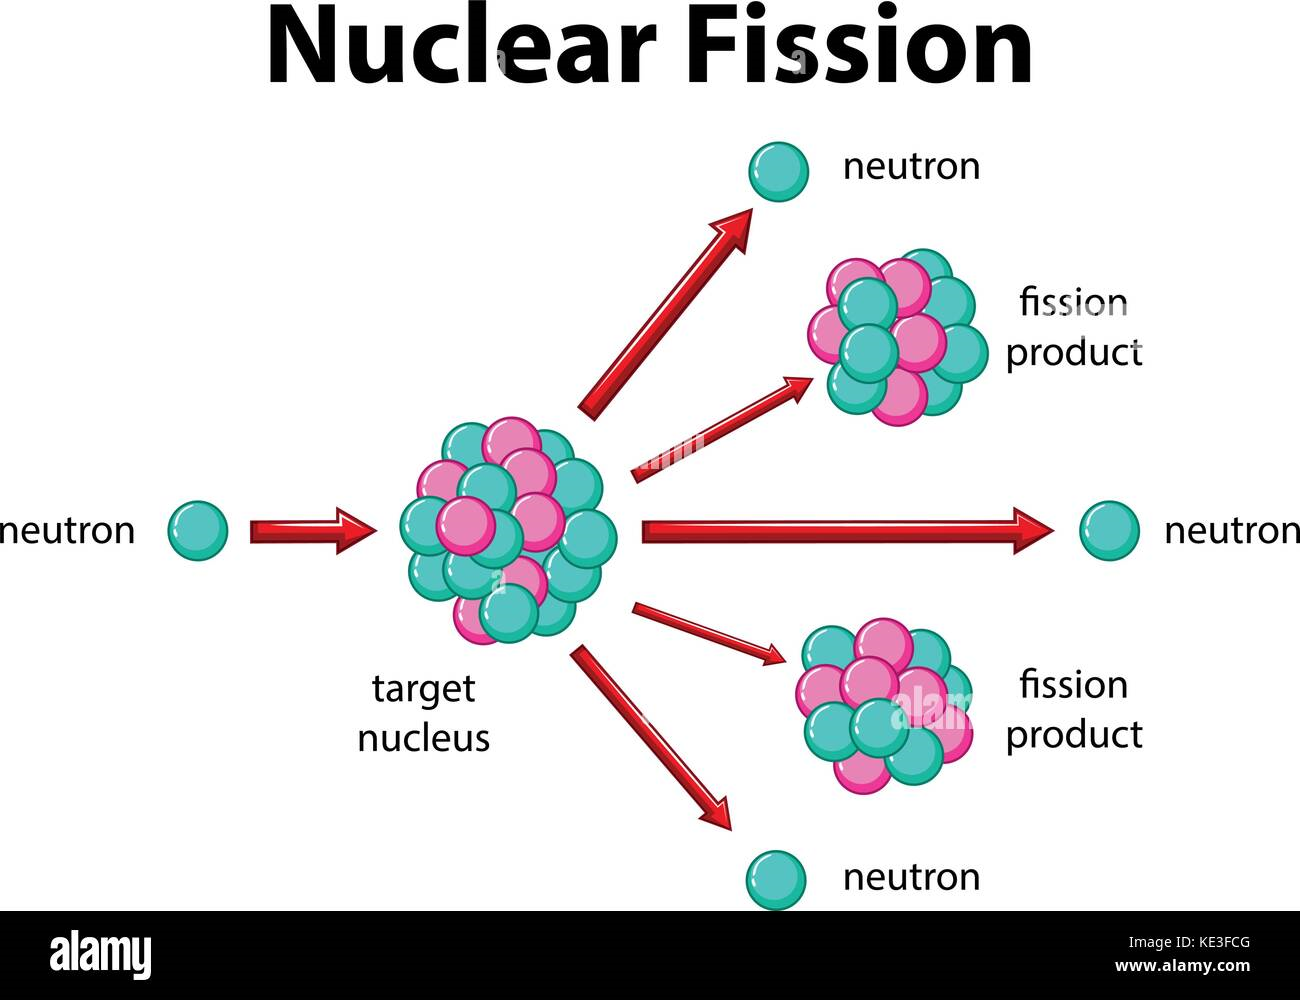 Nuclear Fission
neutron
fission
product
neutron
neutron
target
nucleus
fission
product
neutron
alamy
a
a
a
alamy
Image ID: KE3FCG
www.alamy.com